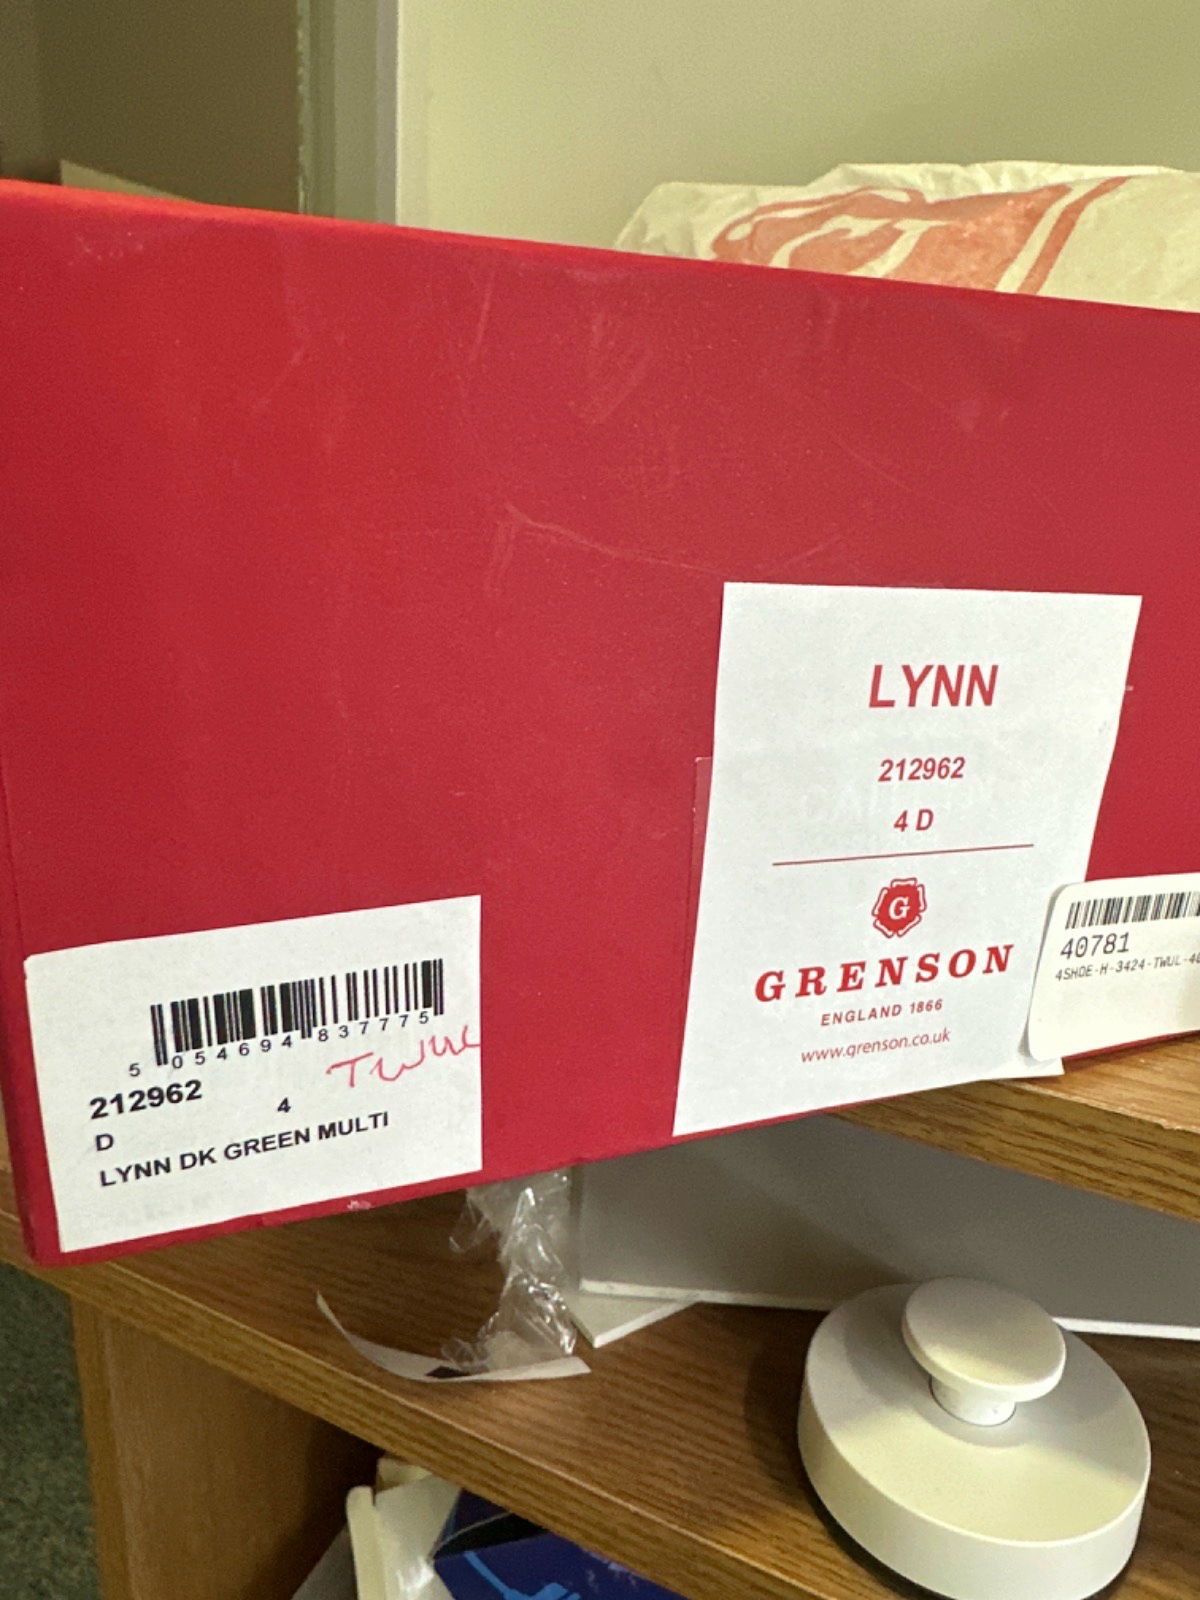 LYNN
212962
4 D
G
GRENSON
ENGLAND 1866
www.grenson.co.uk
40781
4SHOE-H-3424-TWUL-40
5 054694 837775
TWUL
212962
4
D
LYNN DK GREEN MULTI